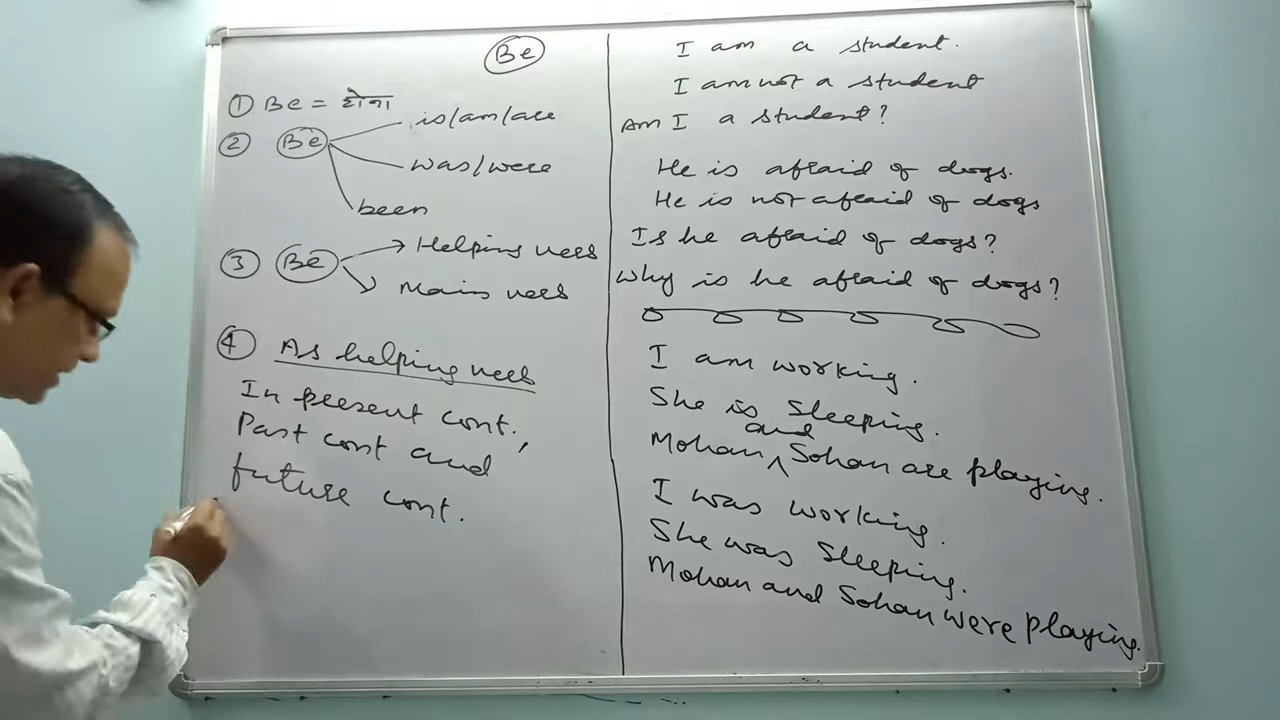 Be
① Be = होना
② Be is/am/are
was/were
been
③ Be → Helping verb
Main verb
④ As helping verb
In present cont.,
Past cont and
future cont.
I am a student.
I am not a student
Am I a student?
He is afraid of dogs.
He is not afraid of dogs
Is he afraid of dogs?
Why is he afraid of dogs?
I am working.
She is sleeping.
Mohan and Sohan are playing.
I was working.
She was sleeping.
Mohan and Sohan were playing.